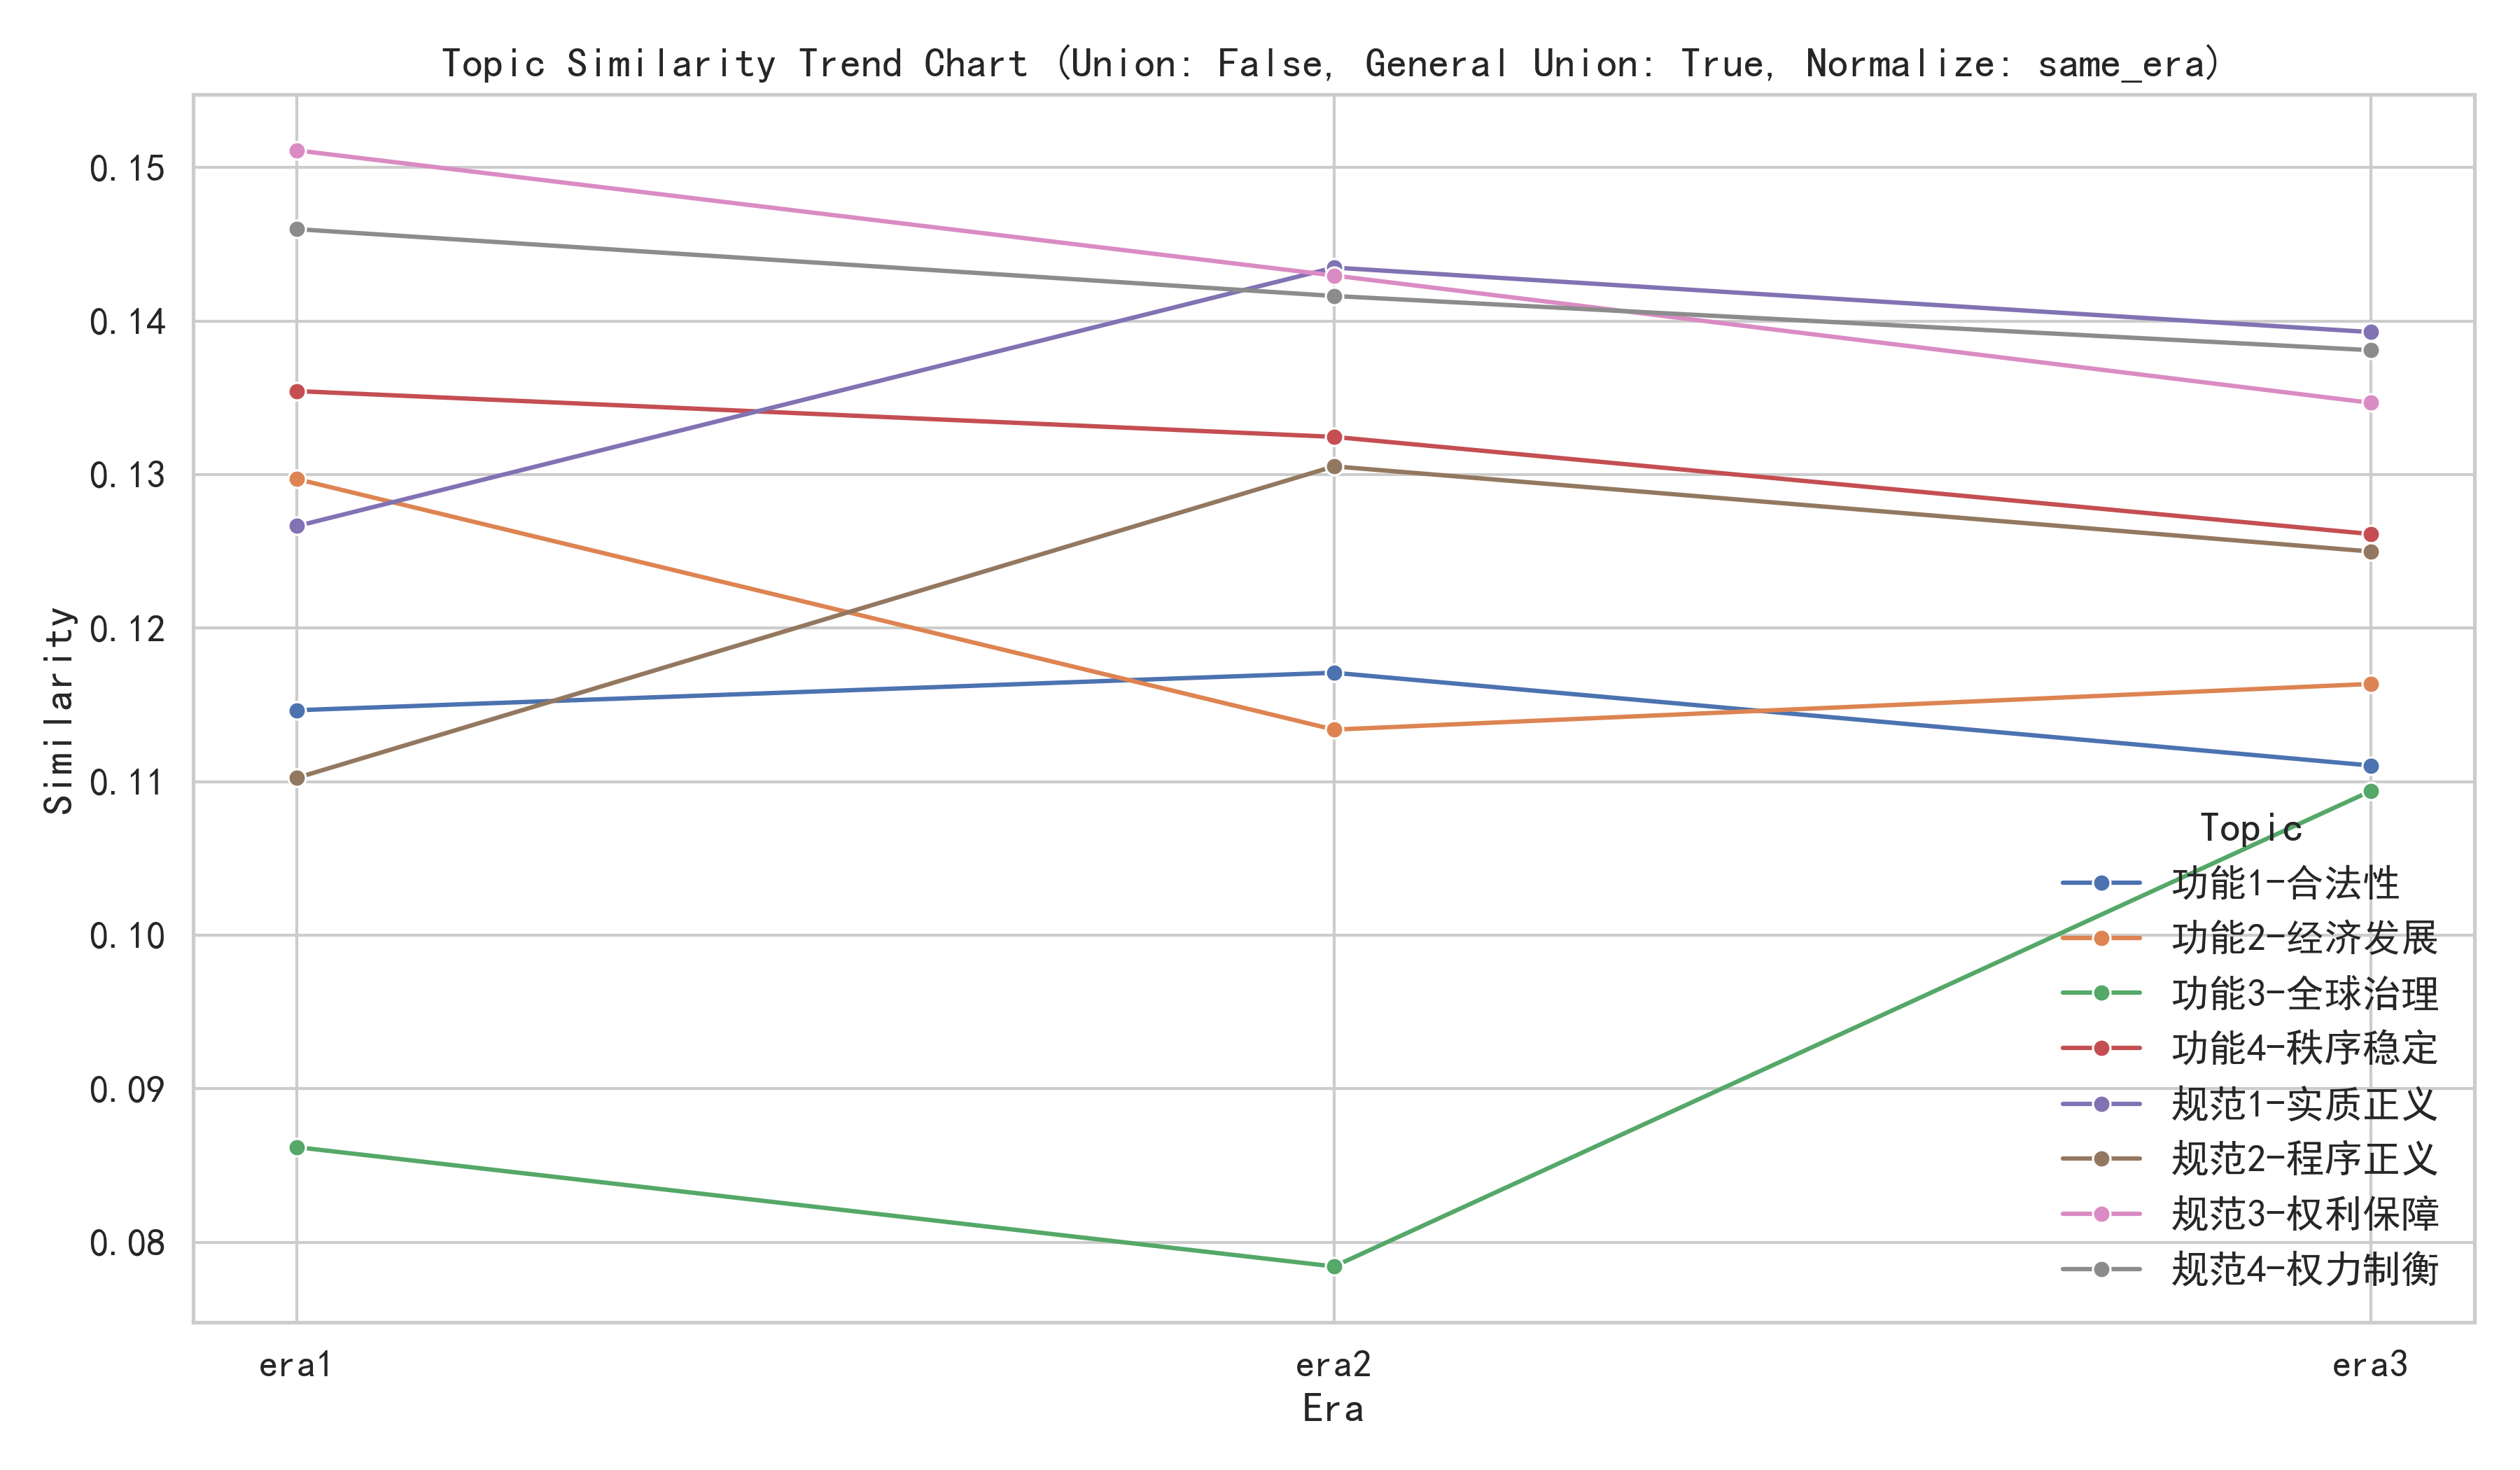 Topic Similarity Trend Chart (Union: False, General Union: True, Normalize: same_era)
Similarity
0.15
0.14
0.13
0.12
0.11
0.10
0.09
0.08
Topic
功能1-合法性
功能2-经济发展
功能3-全球治理
功能4-秩序稳定
规范1-实质正义
规范2-程序正义
规范3-权利保障
规范4-权力制衡
era1
era2
era3
Era